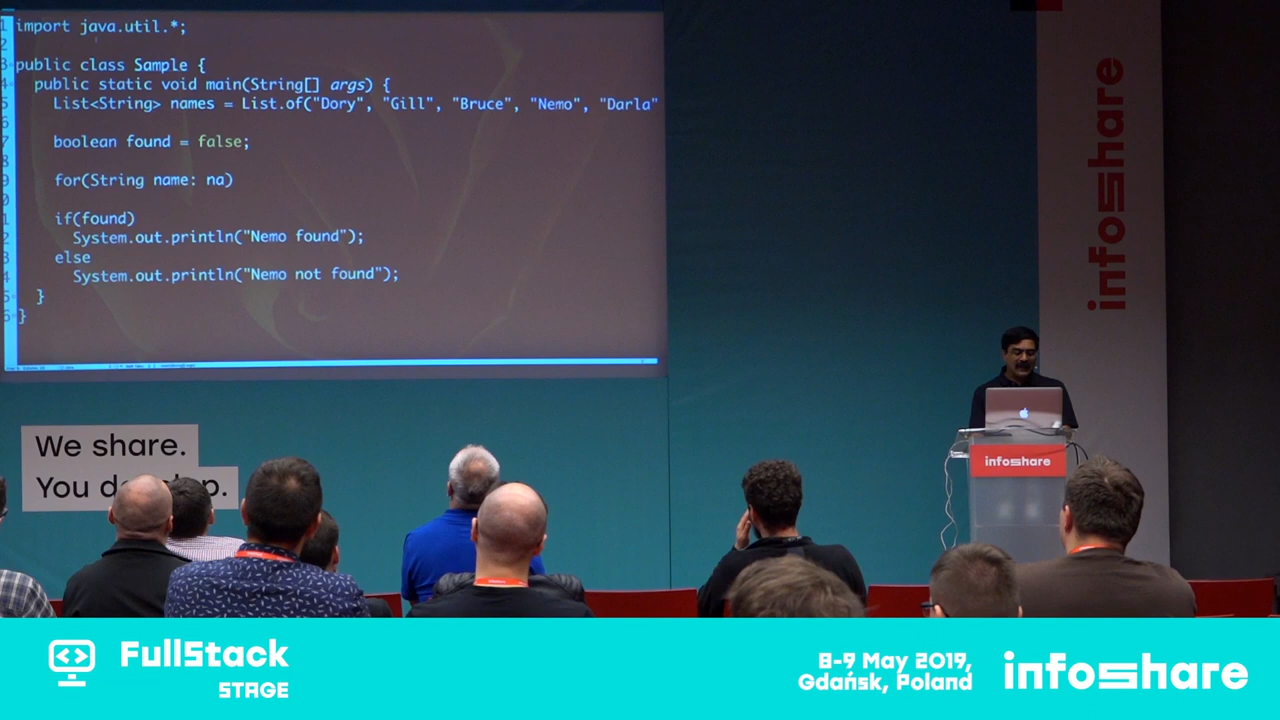 import java.util.*;
public class Sample {
public static void main(String[] args) {
List<String> names = List.of("Dory", "Gill", "Bruce", "Nemo", "Darla"
boolean found = false;
for(String name: na)
if(found)
System.out.println("Nemo found");
else
System.out.println("Nemo not found");
}
}
infoshare
We share.
You
infoshare
FullStack
STAGE
8-9 May 2019,
Gdańsk, Poland
infoshare